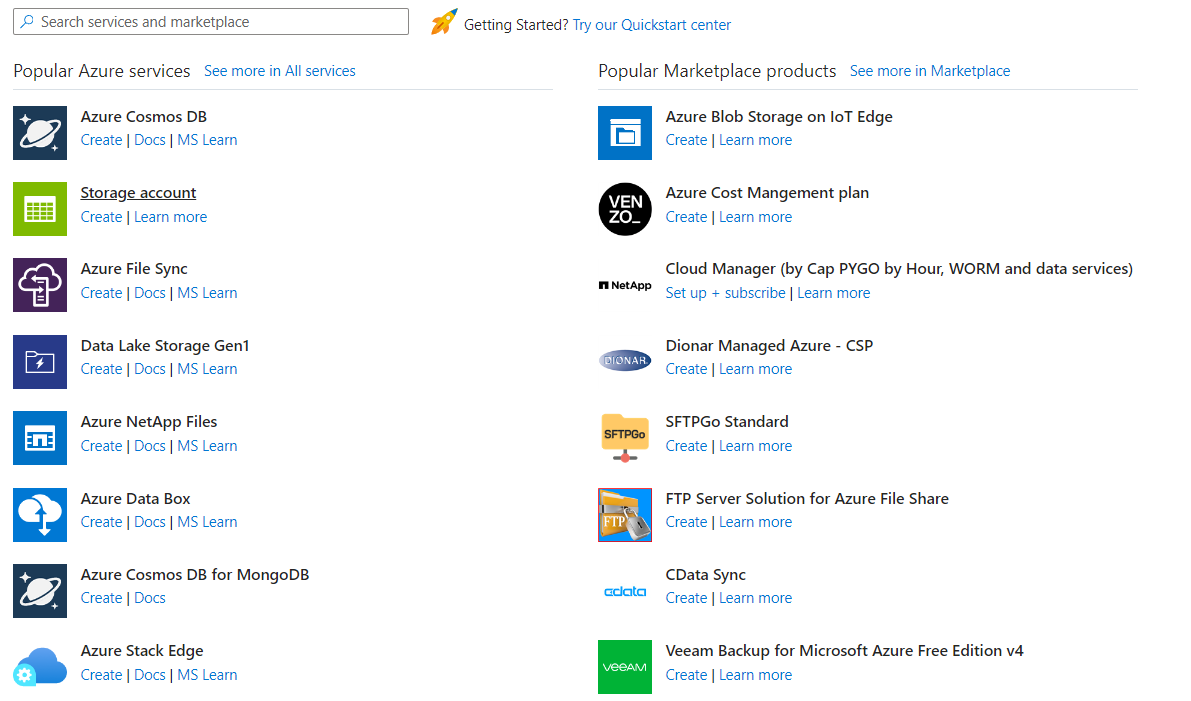 Search services and marketplace
Getting Started? Try our Quickstart center
Popular Azure services See more in All services
Azure Cosmos DB
Create | Docs | MS Learn
Storage account
Create | Learn more
Azure File Sync
Create | Docs | MS Learn
Data Lake Storage Gen1
Create | Docs | MS Learn
Azure NetApp Files
Create | Docs | MS Learn
Azure Data Box
Create | Docs | MS Learn
Azure Cosmos DB for MongoDB
Create | Docs
Azure Stack Edge
Create | Docs | MS Learn
Popular Marketplace products See more in Marketplace
Azure Blob Storage on IoT Edge
Create | Learn more
VEN
ZO_
Azure Cost Mangement plan
Create | Learn more
NetApp
Cloud Manager (by Cap PYGO by Hour, WORM and data services)
Set up + subscribe | Learn more
DIONAR
Dionar Managed Azure - CSP
Create | Learn more
SFTPGo
SFTPGo Standard
Create | Learn more
FTP
FTP Server Solution for Azure File Share
Create | Learn more
cdata
CData Sync
Create | Learn more
veeam
Veeam Backup for Microsoft Azure Free Edition v4
Create | Learn more